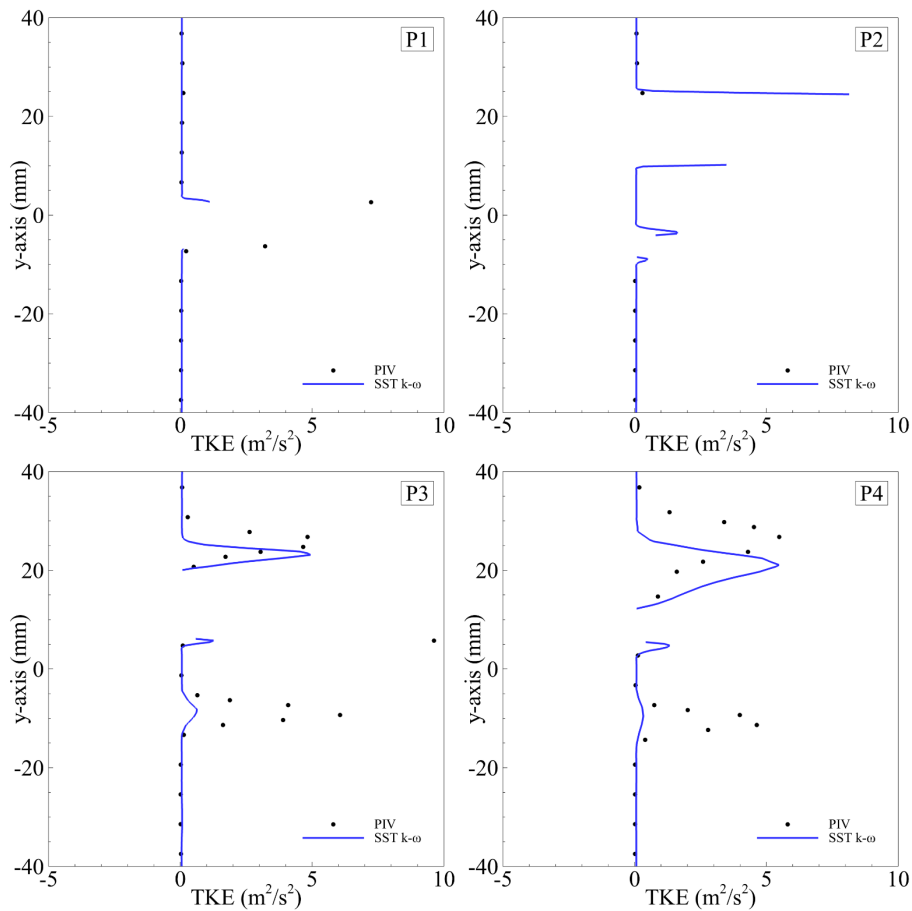 40
P1
20
y-axis (mm)
0
-20
PIV
SST k-ω
-40
-5 0 5 10
TKE (m²/s²)
40
P2
20
y-axis (mm)
0
-20
PIV
SST k-ω
-40
-5 0 5 10
TKE (m²/s²)
40
P3
20
y-axis (mm)
0
-20
PIV
SST k-ω
-40
-5 0 5 10
TKE (m²/s²)
40
P4
20
y-axis (mm)
0
-20
PIV
SST k-ω
-40
-5 0 5 10
TKE (m²/s²)